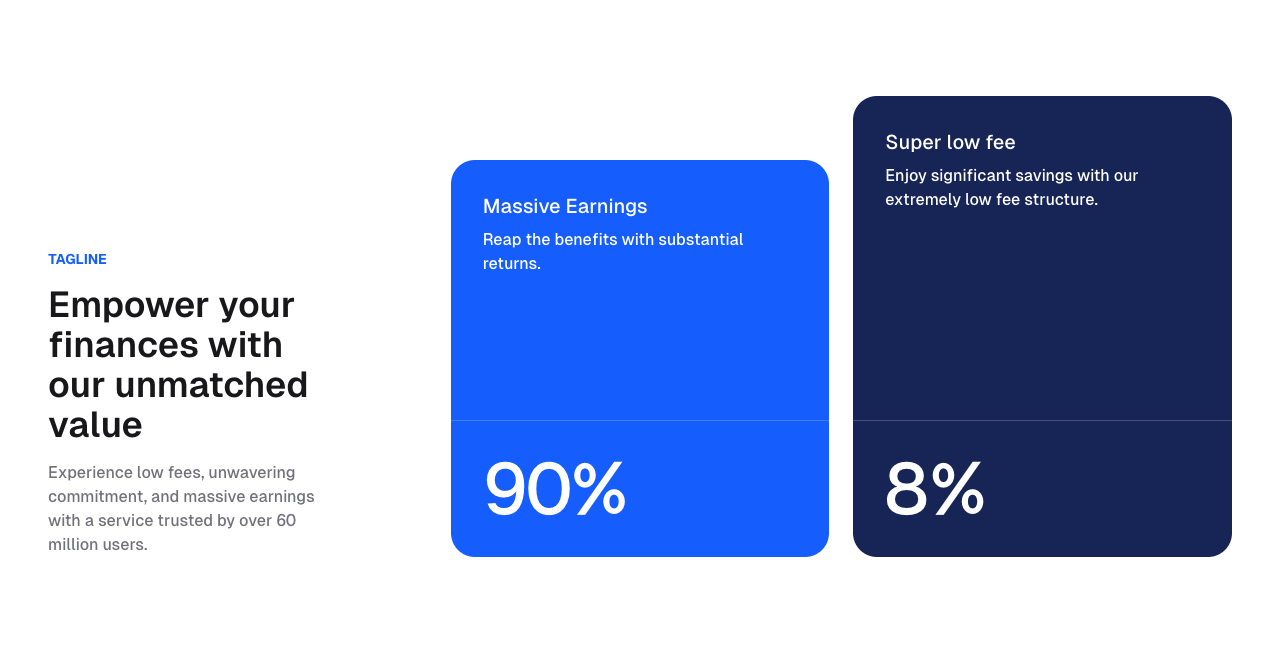 TAGLINE
Empower your
finances with
our unmatched
value
Experience low fees, unwavering
commitment, and massive earnings
with a service trusted by over 60
million users.
Massive Earnings
Reap the benefits with substantial
returns.
90%
Super low fee
Enjoy significant savings with our
extremely low fee structure.
8%